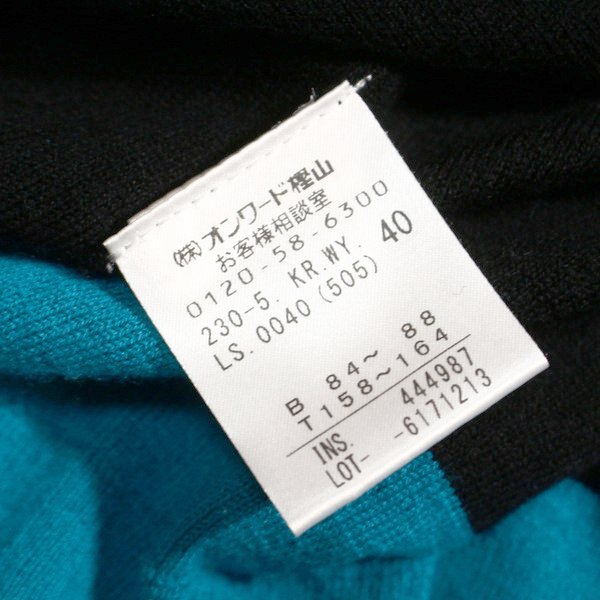 (株)オンワード樫山
お客様相談室
0120-58-6300
230-5. KR.WY. 40
LS. 0040 (505)
B 84～ 88
T158～164
INS. 444987
LOT- -6171213